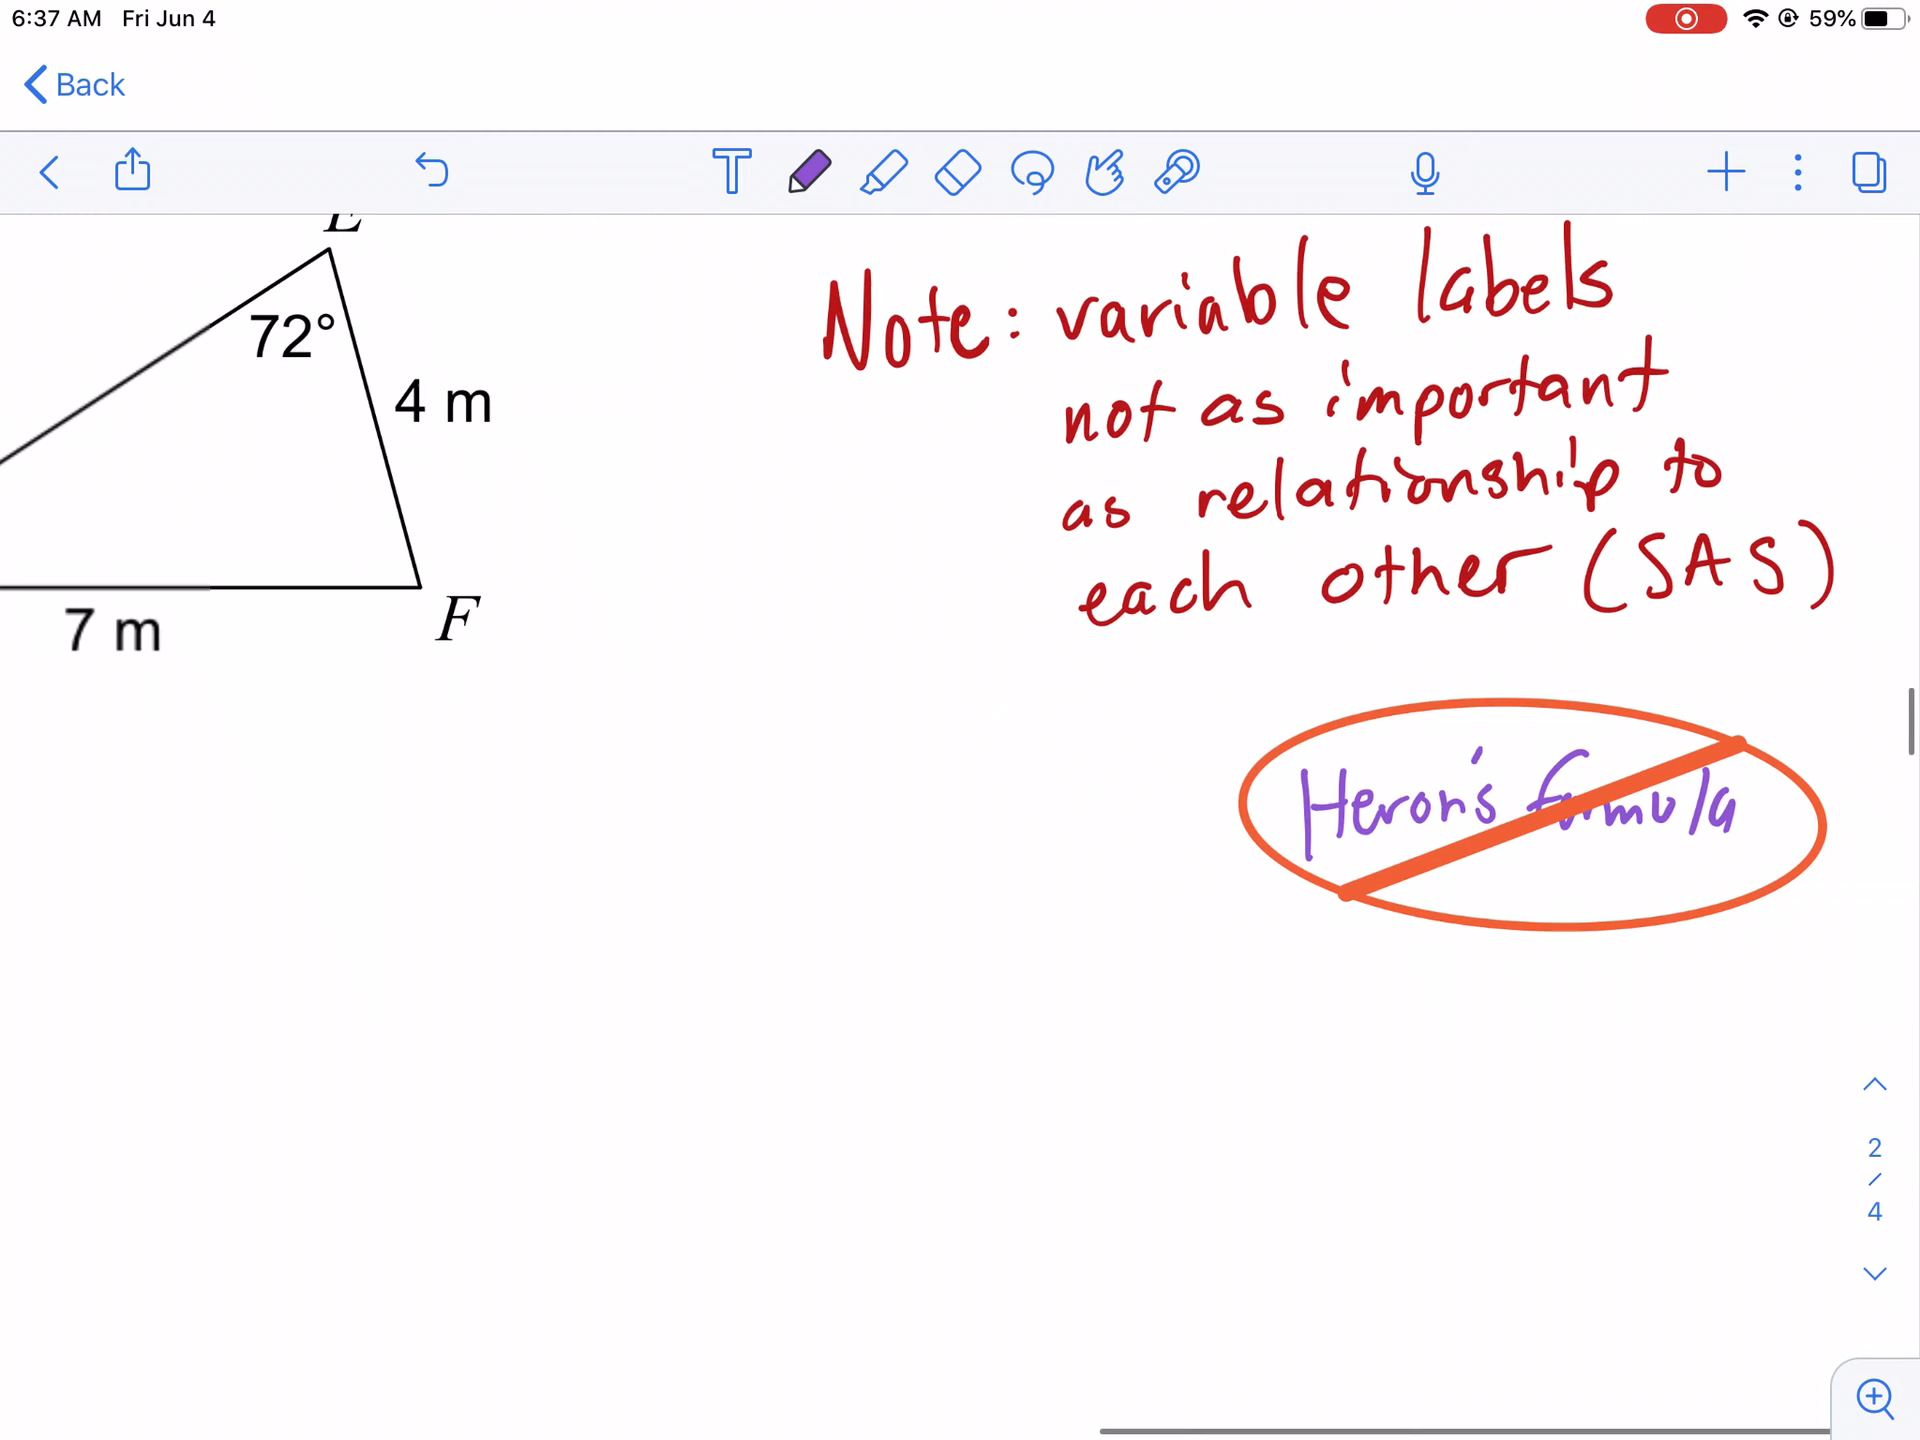 6:37 AM Fri Jun 4
59%
Back
E
72°
4 m
7 m
F
Note: variable labels
not as important
as relationship to
each other (SAS)
Heron's formula
2
/
4